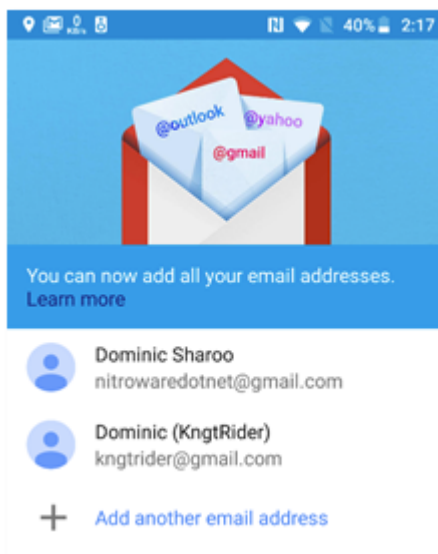 40% 2:17
@outlook
@yahoo
@gmail
You can now add all your email addresses.
Learn more
Dominic Sharoo
nitrowaredotnet@gmail.com
Dominic (KngtRider)
kngtrider@gmail.com
Add another email address